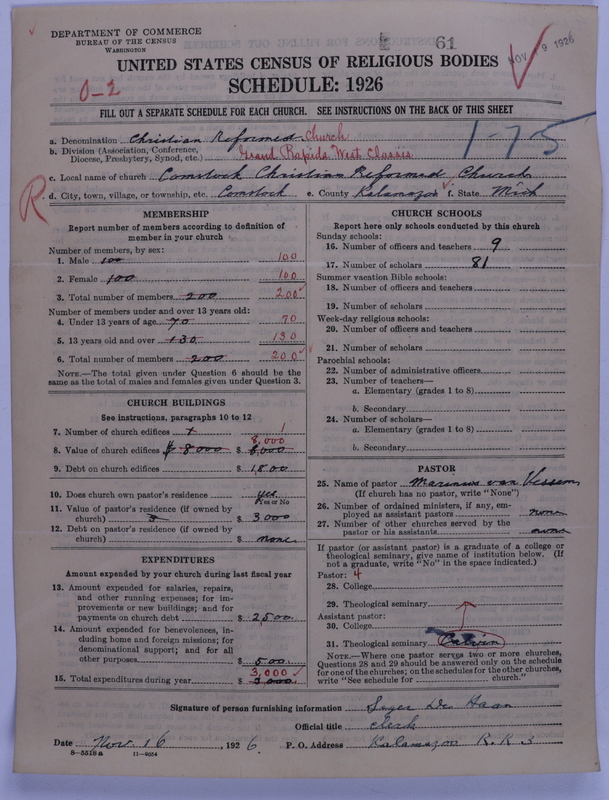 DEPARTMENT OF COMMERCE
BUREAU OF THE CENSUS
WASHINGTON
61
NOV 19 1926
UNITED STATES CENSUS OF RELIGIOUS BODIES
SCHEDULE: 1926
0-2
FILL OUT A SEPARATE SCHEDULE FOR EACH CHURCH. SEE INSTRUCTIONS ON THE BACK OF THIS SHEET
1-75
a. Denomination Christian Reformed Church
b. Division (Association, Conference, Diocese, Presbytery, Synod, etc.) Grand Rapids West Classis
c. Local name of church Comstock Christian Reformed Church
d. City, town, village, or township, etc. Comstock e. County Kalamazoo f. State Mich
R
MEMBERSHIP
Report number of members according to definition of
member in your church
Number of members, by sex:
1. Male 100 100
2. Female 100 100
3. Total number of members 200 200
Number of members under and over 13 years old:
4. Under 13 years of age 70 70
5. 13 years old and over 130 130
6. Total number of members 200 200
NOTE.—The total given under Question 6 should be
same as the total of males and females given under Question 3.
CHURCH BUILDINGS
See instructions, paragraphs 10 to 12
7. Number of church edifices 1 1
8,000
8. Value of church edifices $ 8000 $ 8,000
9. Debt on church edifices $ 1,800
10. Does church own pastor's residence yes
Yes or No
11. Value of pastor's residence (if owned by
church) $ 3000
12. Debt on pastor's residence (if owned by
church) $ none
EXPENDITURES
Amount expended by your church during last fiscal year
13. Amount expended for salaries, repairs,
and other running expenses; for im-
provements or new buildings; and for
payments on church debt $ 2500
14. Amount expended for benevolences, in-
cluding home and foreign missions; for
denominational support; and for all
other purposes $ 500
3,000
15. Total expenditures during year $ 3000
CHURCH SCHOOLS
Report here only schools conducted by this church
Sunday schools:
16. Number of officers and teachers 9
17. Number of scholars 81
Summer vacation Bible schools:
18. Number of officers and teachers
19. Number of scholars
Week-day religious schools:
20. Number of officers and teachers
21. Number of scholars
Parochial schools:
22. Number of administrative officers
23. Number of teachers—
a. Elementary (grades 1 to 8)
b. Secondary
24. Number of scholars—
a. Elementary (grades 1 to 8)
b. Secondary
PASTOR
25. Name of pastor Marinus van Vessem
(If church has no pastor, write "None")
26. Number of ordained ministers, if any, em-
ployed as assistant pastors none
27. Number of other churches served by the
pastor or his assistants none
If pastor (or assistant pastor) is a graduate of a college or
theological seminary, give name of institution below. (If
not a graduate, write "No" in the space indicated.)
Pastor: 4
28. College
29. Theological seminary
Assistant pastor:
30. College
31. Theological seminary Calvin
NOTE.—Where one pastor serves two or more churches,
Questions 28 and 29 should be answered only on the schedule
for one of the churches; on the schedules for the other churches,
write "See schedule for church."
Signature of person furnishing information Seger De Haan
Official title Clerk
Date Nov. 16, 1926. P. O. Address Kalamazoo R.R 3
8-5518a 11-9054